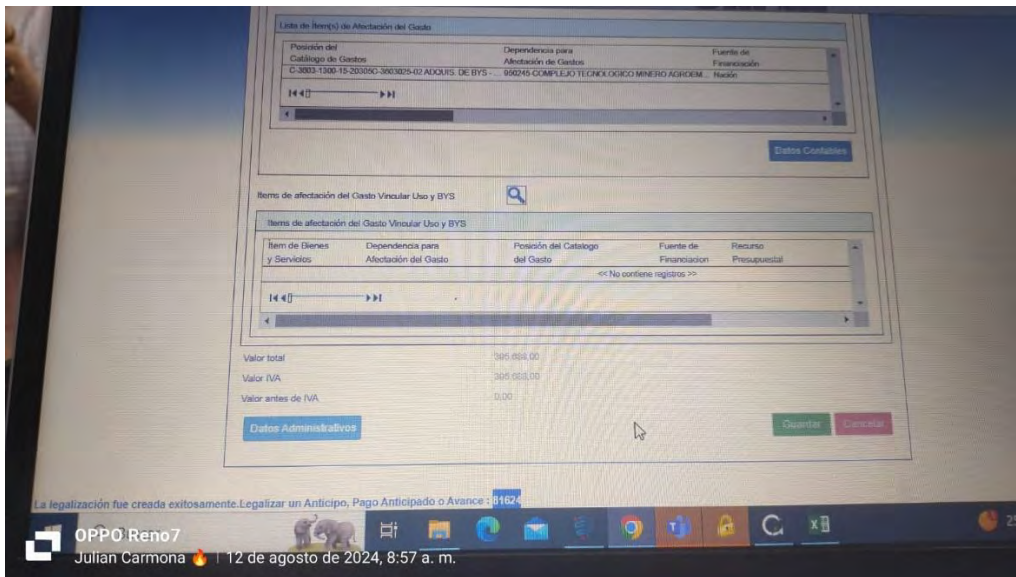 Lista de Ítem(s) de Afectación del Gasto
Posición del Catálogo de Gastos
Dependencia para Afectación de Gastos
Fuente de Financiación
ADQUIS. DE BYS - ... 950245-COMPLEJO TECNOLOGICO MINERO AGROEM... Nación
Datos Contables
Items de afectación del Gasto Vincular Uso y BYS
Items de afectación del Gasto Vincular Uso y BYS
Ítem de Bienes y Servicios
Dependencia para Afectación del Gasto
Posición del Catalogo del Gasto
Fuente de Financiacion
Recurso Presupuestal
<< No contiene registros >>
Valor total
Valor IVA
Valor antes de IVA 0,00
Datos Administrativos
Guardar Cancelar
La legalización fue creada exitosamente.Legalizar un Anticipo, Pago Anticipado o Avance : 81624
OPPO Reno7
Julian Carmona 🔥 | 12 de agosto de 2024, 8:57 a. m.